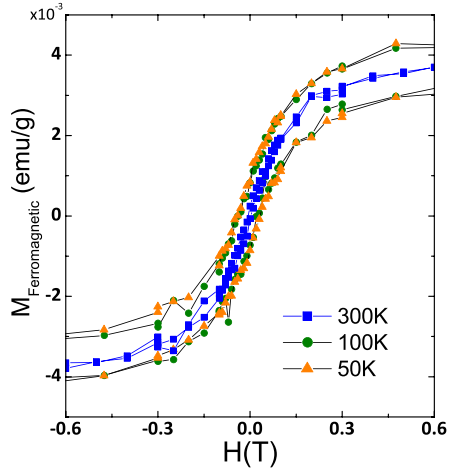 x10⁻³
4
2
0
-2
-4
M_Ferromagnetic (emu/g)
300K
100K
50K
-0.6 -0.3 0.0 0.3 0.6
H(T)